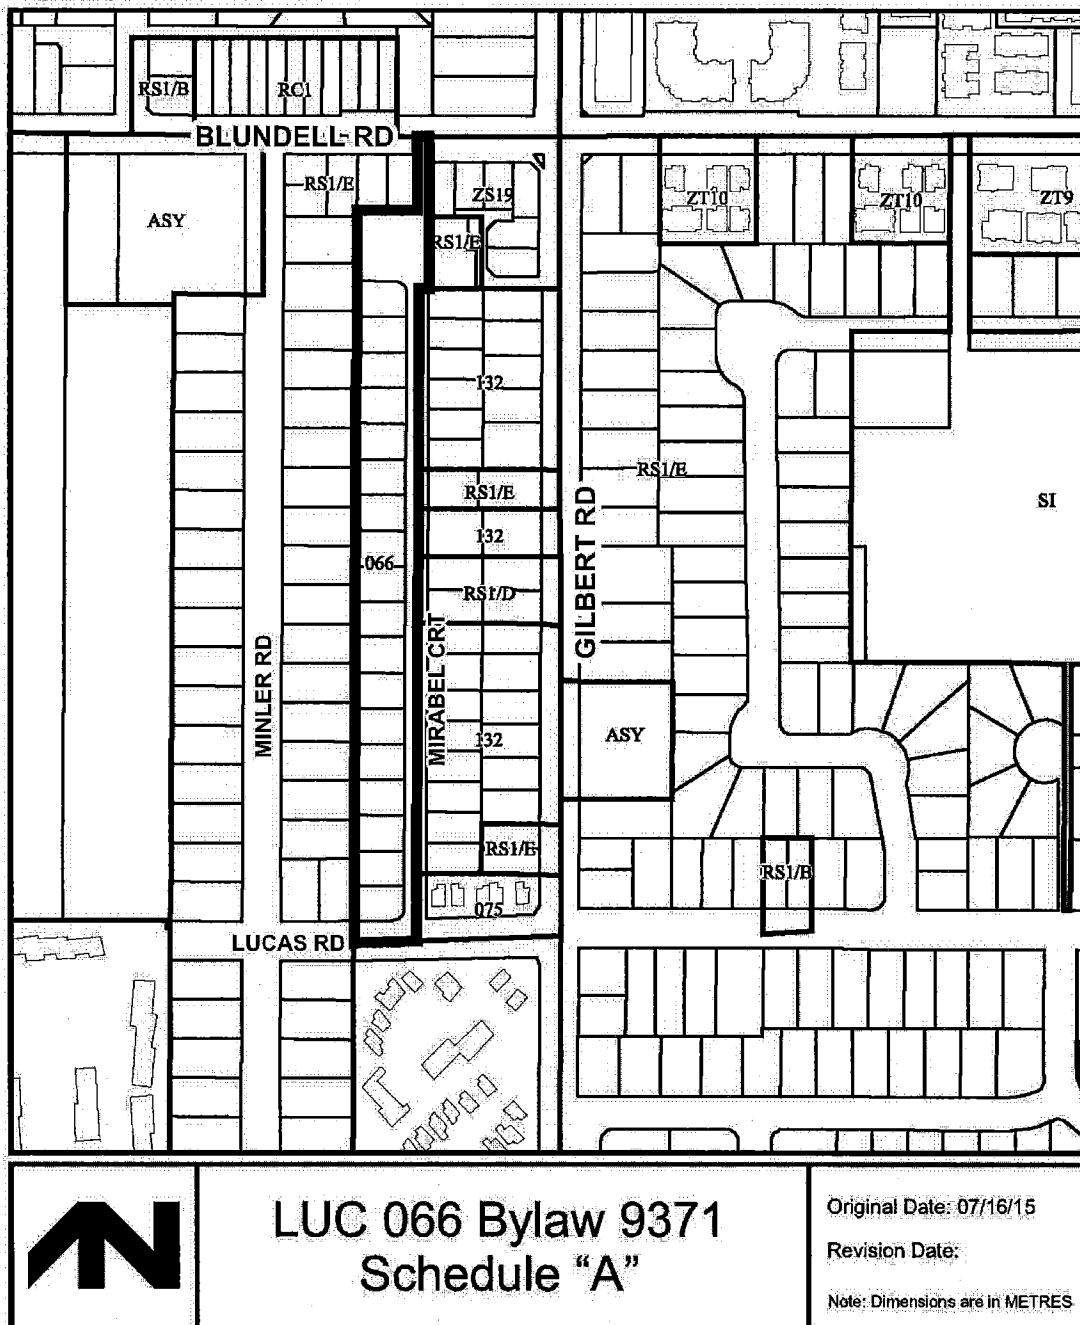 RS1/B
RC1
BLUNDELL RD
RS1/E
ASY
ZS19
RS1/E
ZT10
ZT10
ZT9
132
RS1/E
RS1/E
SI
132
066
RS1/D
GILBERT RD
MINLER RD
MIRABEL CRT
132
ASY
RS1/E
RS1/B
075
LUCAS RD
N
LUC 066 Bylaw 9371
Schedule “A”
Original Date: 07/16/15
Revision Date:
Note: Dimensions are in METRES